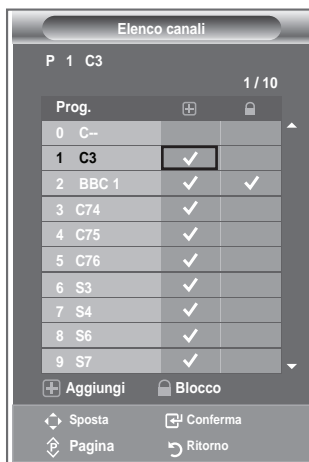 Elenco canali
P 1 C3
1 / 10
Prog.
0 C--
1 C3
2 BBC 1
3 C74
4 C75
5 C76
6 S3
7 S4
8 S6
9 S7
Aggiungi Blocco
Sposta Conferma
Pagina Ritorno